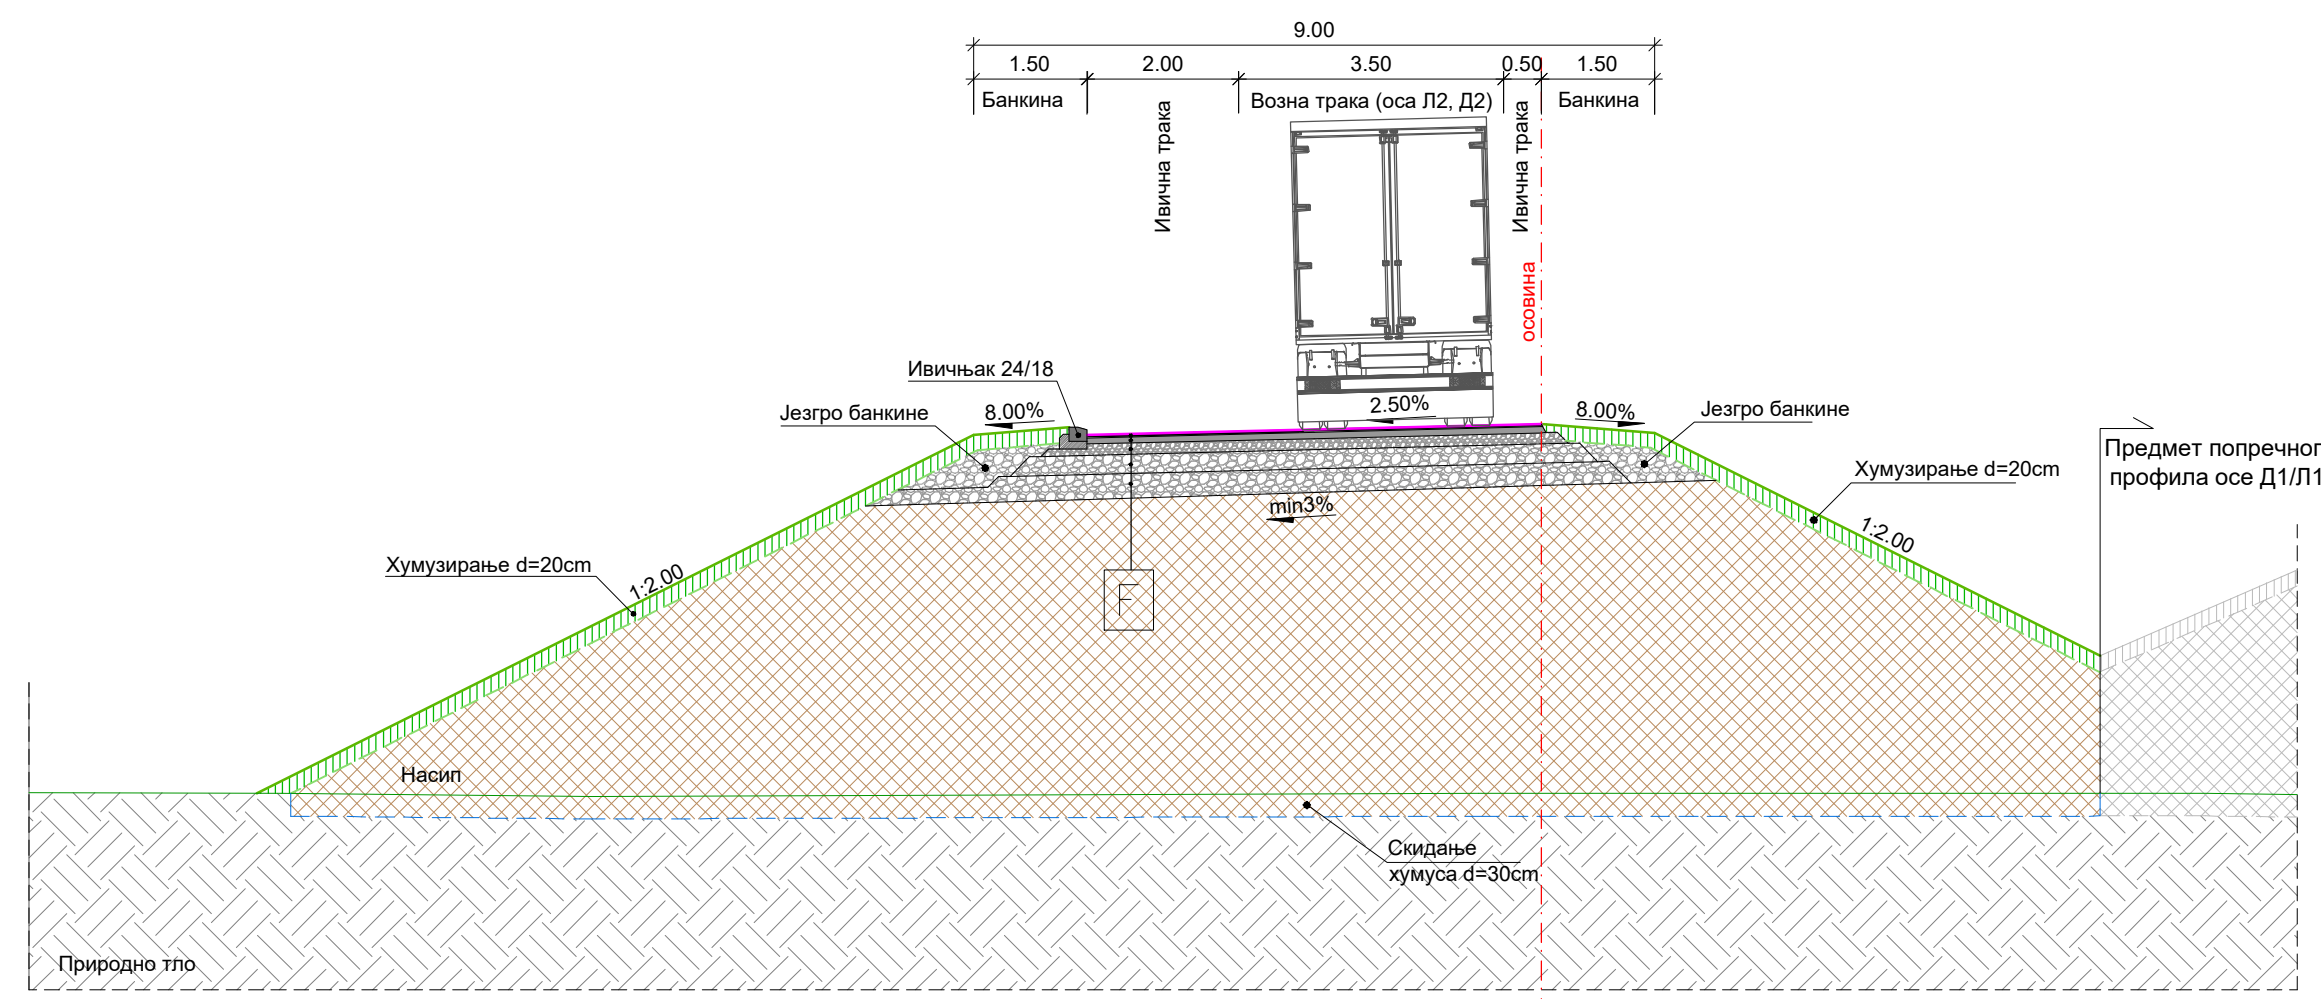 9.00
1.50
2.00
3.50
0.50
1.50
Банкина
Ивична трака
Возна трака (оса Л2, Д2)
Ивична трака
Банкина
осовина
Ивичњак 24/18
Језгро банкине
8.00%
2.50%
8.00%
Језгро банкине
Предмет попречног
профила осе Д1/Л1
Хумузирање d=20cm
min3%
1:2.00
Хумузирање d=20cm
1:2.00
F
Насип
Скидање
хумуса d=30cm
Природно тло